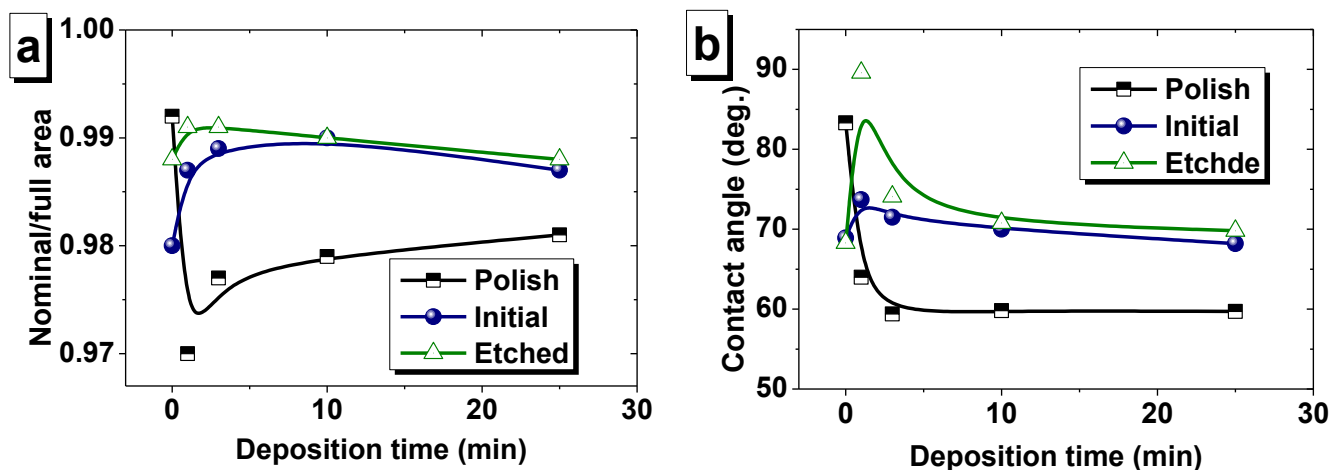 a
Nominal/full area
1.00
0.99
0.98
0.97
Polish
Initial
Etched
0
10
20
30
Deposition time (min)
b
Contact angle (deg.)
90
80
70
60
50
Polish
Initial
Etchde
0
10
20
30
Deposition time (min)